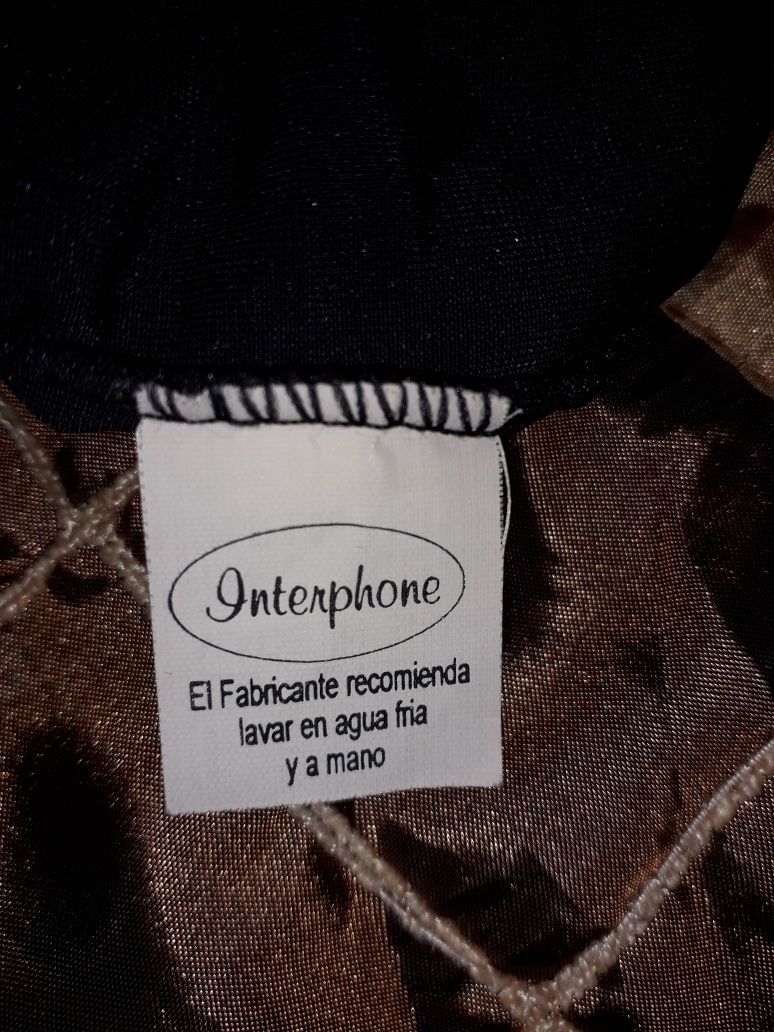 Interphone
El Fabricante recomienda
lavar en agua fria
y a mano